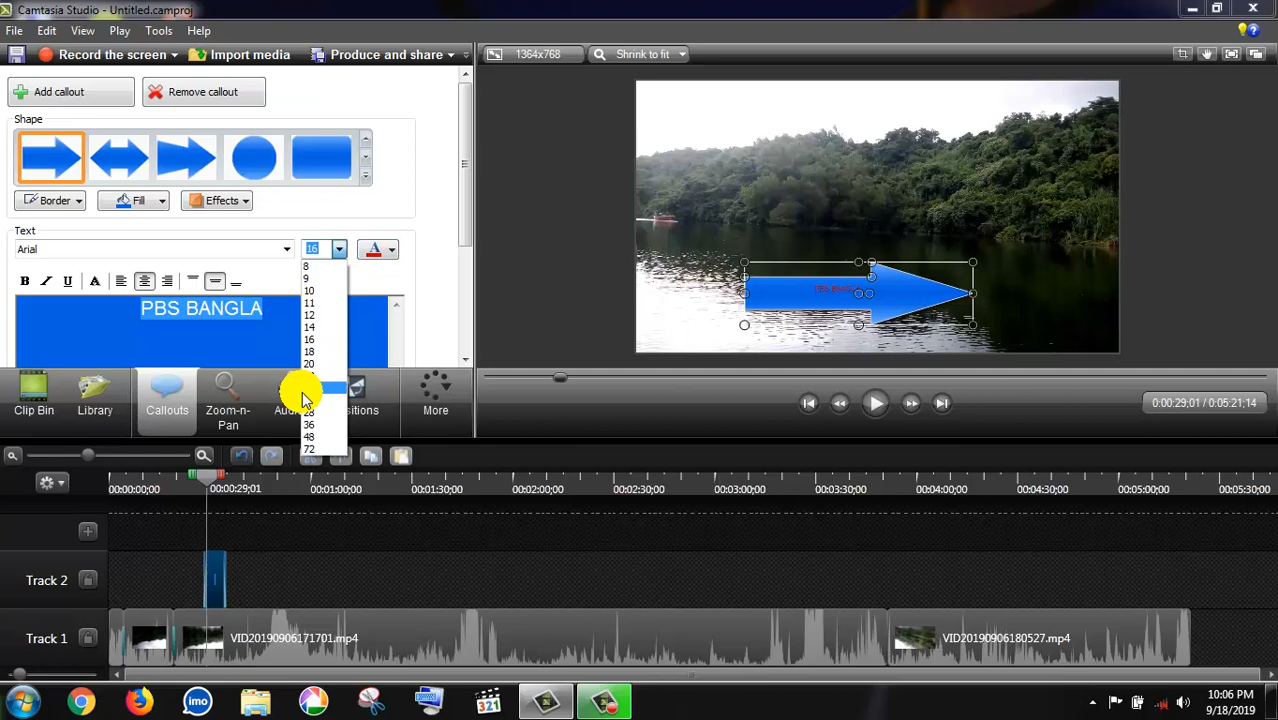 Camtasia Studio - Untitled.camproj
File Edit View Play Tools Help
Record the screen Import media Produce and share 1364x768 Shrink to fit
Add callout Remove callout
Shape
Border Fill Effects
Text
Arial 16 A
B I U A
8
9
10
11
12
14
16
18
20
28
36
48
72
PBS BANGLA
PBS BANGLA
Clip Bin Library Callouts Zoom-n-Pan More
0:00:29;01 / 0:05:21;14
00:00:00;00 00:00:29;01 00:01:00;00 00:01:30;00 00:02:00;00 00:02:30;00 00:03:00;00 00:03:30;00 00:04:00;00 00:04:30;00 00:05:00;00 00:05:30;00
Track 2
Track 1 VID20190906171701.mp4 VID20190906180527.mp4
imo 321
10:06 PM
9/18/2019